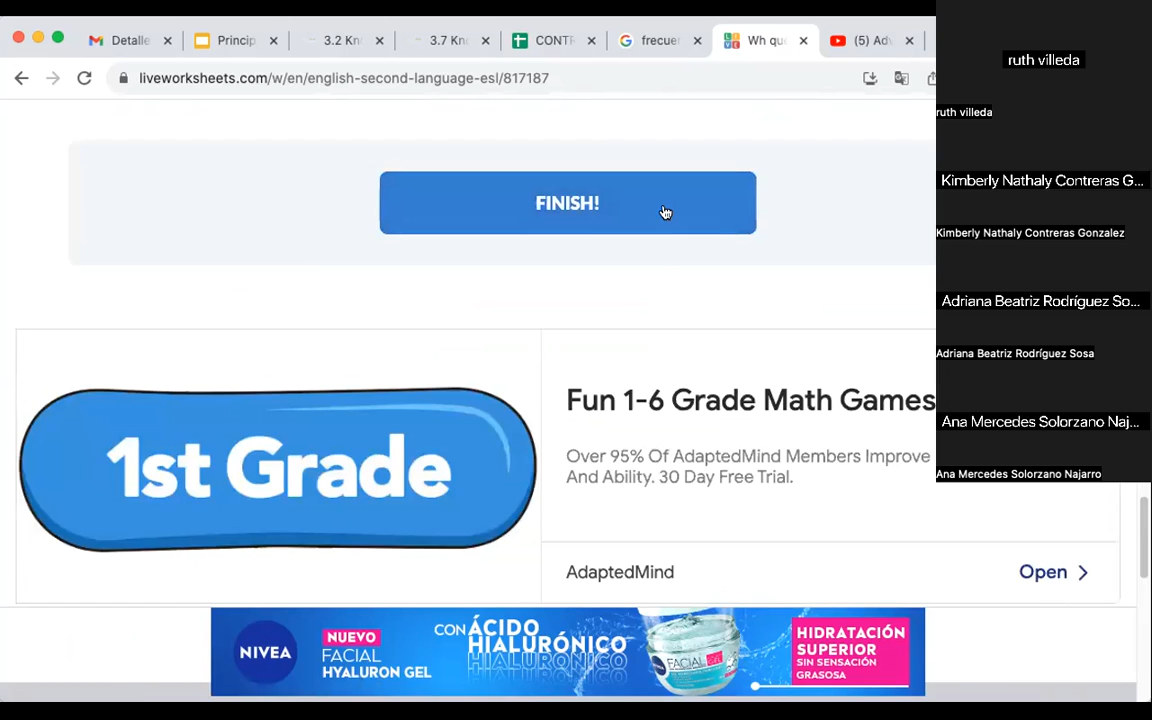 Detalle
Princip
3.2 Kn
3.7 Kn
CONT
frecue
Wh qu
(5) Ad
liveworksheets.com/w/en/english-second-language-esl/817187
FINISH!
1st Grade
Fun 1-6 Grade Math Games
Over 95% Of AdaptedMind Members Improve
And Ability. 30 Day Free Trial.
AdaptedMind
Open
NIVEA
NUEVO
FACIAL
HYALURON GEL
CON ÁCIDO
HIALURÓNICO
HIALURÓNICO
NIVEA
FACIAL
HIDRATACIÓN
SUPERIOR
SIN SENSACIÓN
GRASOSA
ruth villeda
ruth villeda
Kimberly Nathaly Contreras G...
Kimberly Nathaly Contreras Gonzalez
Adriana Beatriz Rodríguez So...
Adriana Beatriz Rodríguez Sosa
Ana Mercedes Solorzano Naj...
Ana Mercedes Solorzano Najarro